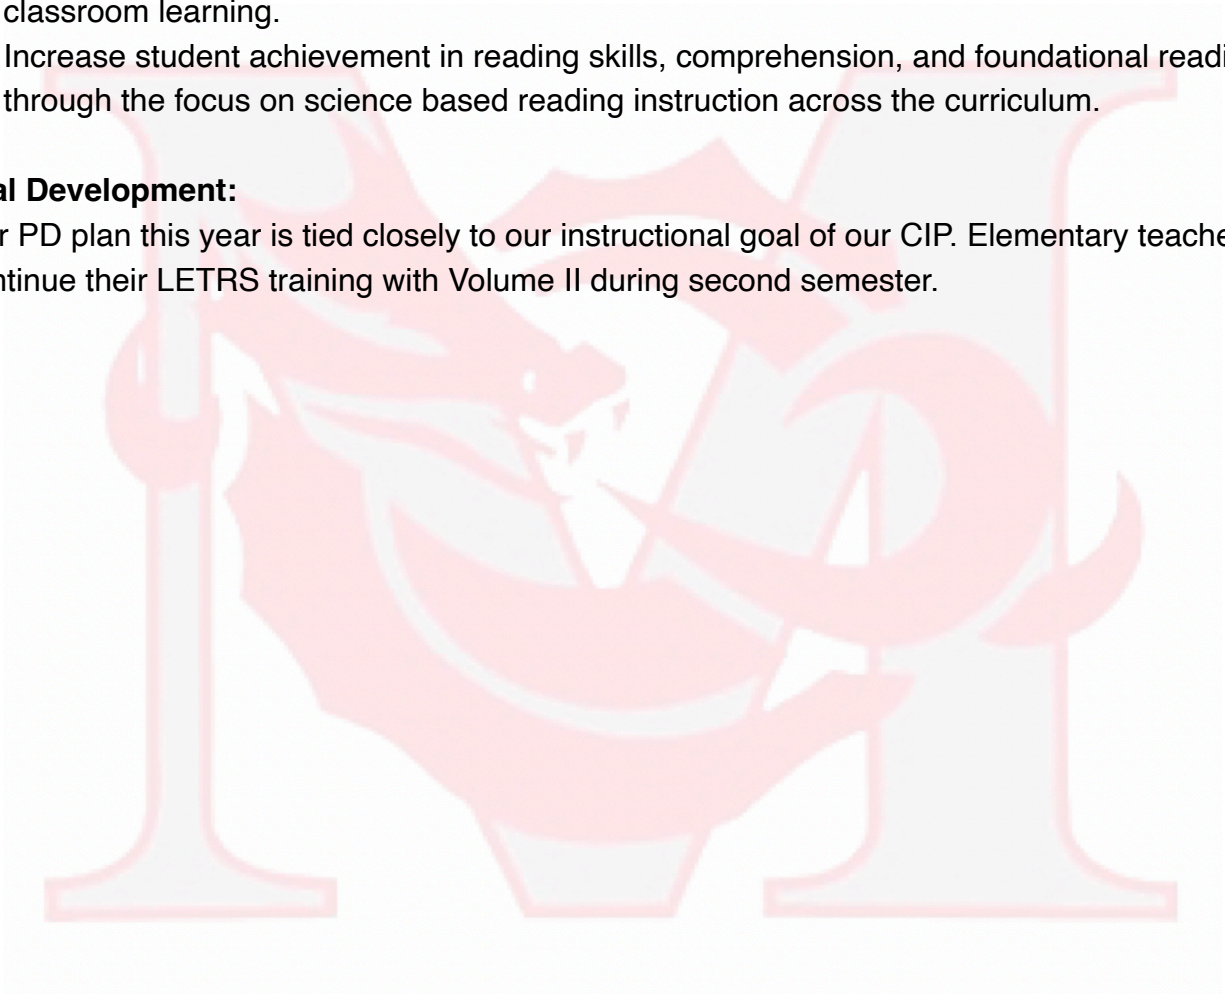 classroom learning.
Increase student achievement in reading skills, comprehension, and foundational readi
through the focus on science based reading instruction across the curriculum.
al Development:
r PD plan this year is tied closely to our instructional goal of our CIP. Elementary teache
ntinue their LETRS training with Volume II during second semester.
M